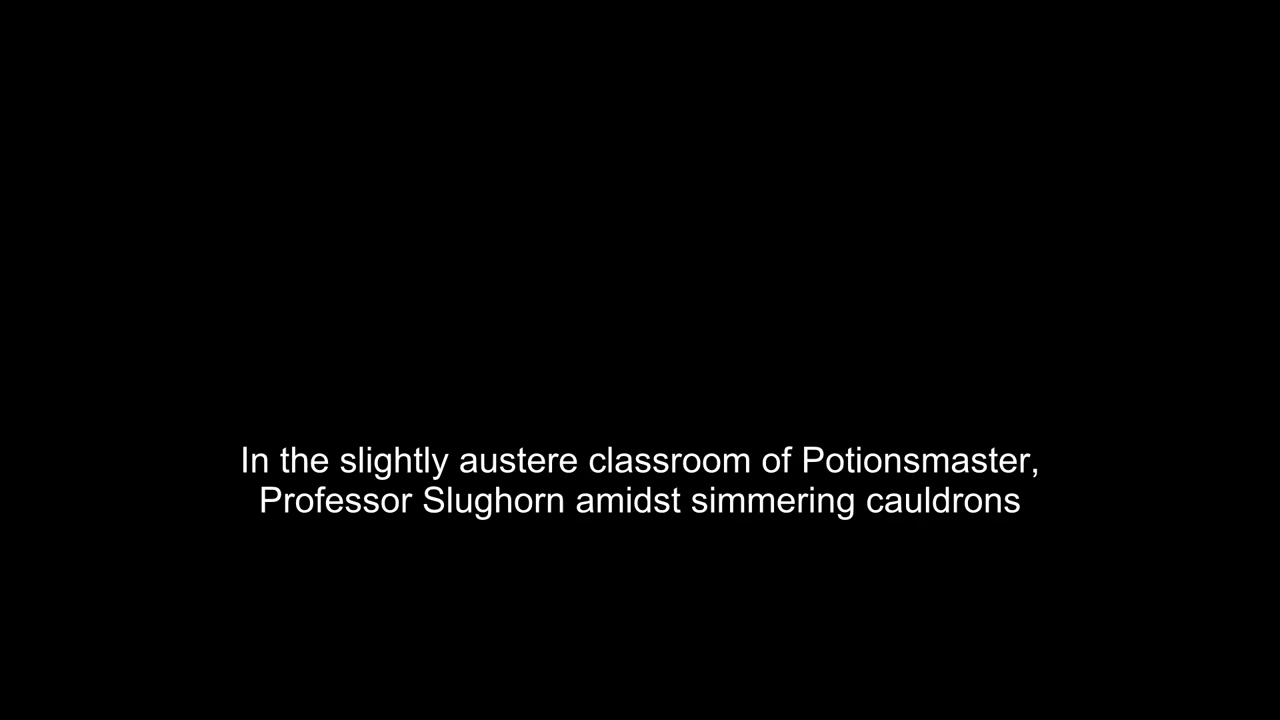 In the slightly austere classroom of Potionsmaster,
Professor Slughorn amidst simmering cauldrons